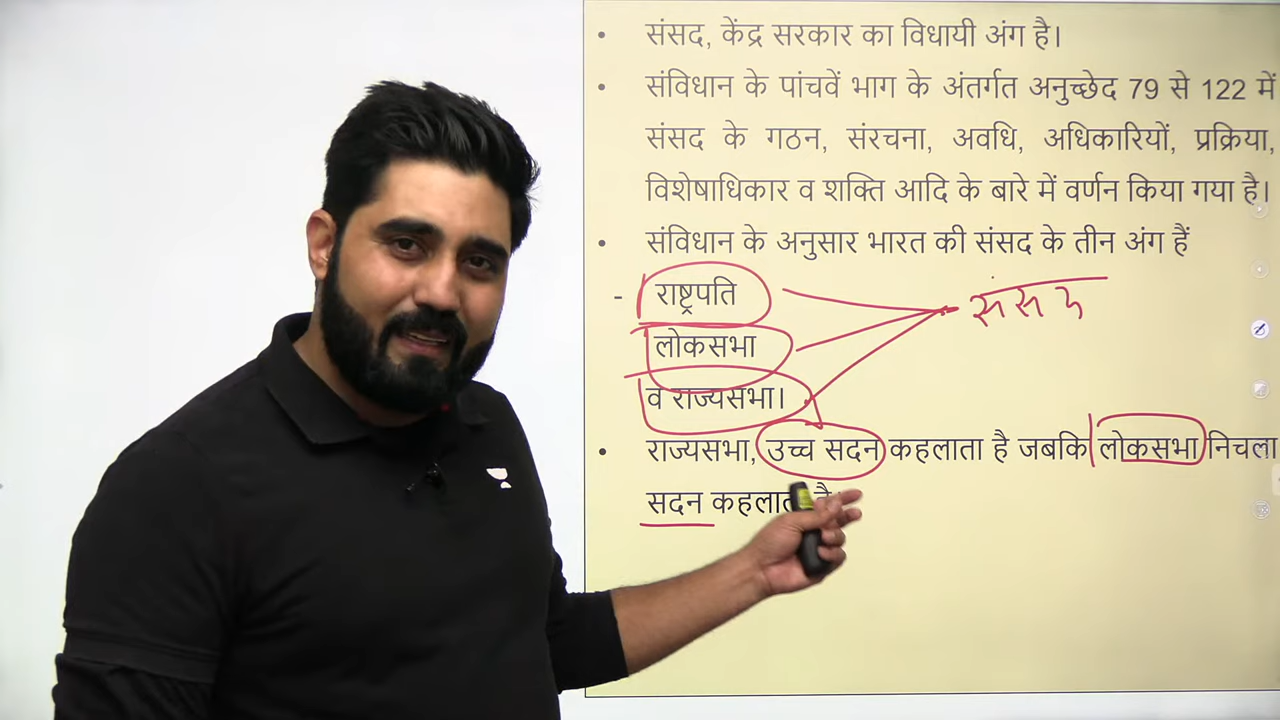 • संसद, केंद्र सरकार का विधायी अंग है।
• संविधान के पांचवें भाग के अंतर्गत अनुच्छेद 79 से 122 में
संसद के गठन, संरचना, अवधि, अधिकारियों, प्रक्रिया,
विशेषाधिकार व शक्ति आदि के बारे में वर्णन किया गया है।
• संविधान के अनुसार भारत की संसद के तीन अंग हैं
- राष्ट्रपति
लोकसभा
व राज्यसभा।
संसद
• राज्यसभा, उच्च सदन कहलाता है जबकि लोकसभा निचला
सदन कहलाता है।